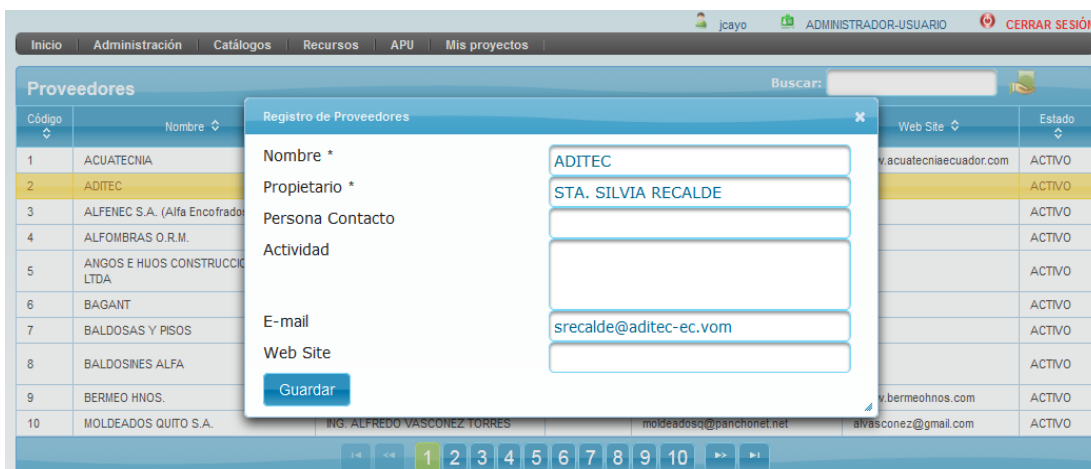 jcayo ADMINISTRADOR-USUARIO CERRAR SESIÓN
Inicio Administración Catálogos Recursos APU Mis proyectos
Proveedores Buscar:
Código Nombre Web Site Estado
Registro de Proveedores
Nombre * ADITEC
Propietario * STA. SILVIA RECALDE
Persona Contacto
Actividad
E-mail srecalde@aditec-ec.vom
Web Site
Guardar
1 ACUATECNIA .acuatecniaecuador.com ACTIVO
2 ADITEC ACTIVO
3 ALFENEC S.A. (Alfa Encofrados ACTIVO
4 ALFOMBRAS O.R.M. ACTIVO
5 ANGOS E HIJOS CONSTRUCCIO ACTIVO
LTDA
6 BAGANT ACTIVO
7 BALDOSAS Y PISOS ACTIVO
8 BALDOSINES ALFA ACTIVO
9 BERMEO HNOS. .bermeohnos.com ACTIVO
10 MOLDEADOS QUITO S.A. ING. ALFREDO VASCONEZ TORRES moldeadosq@panchonet.net alvasconez@gmail.com ACTIVO
1 2 3 4 5 6 7 8 9 10